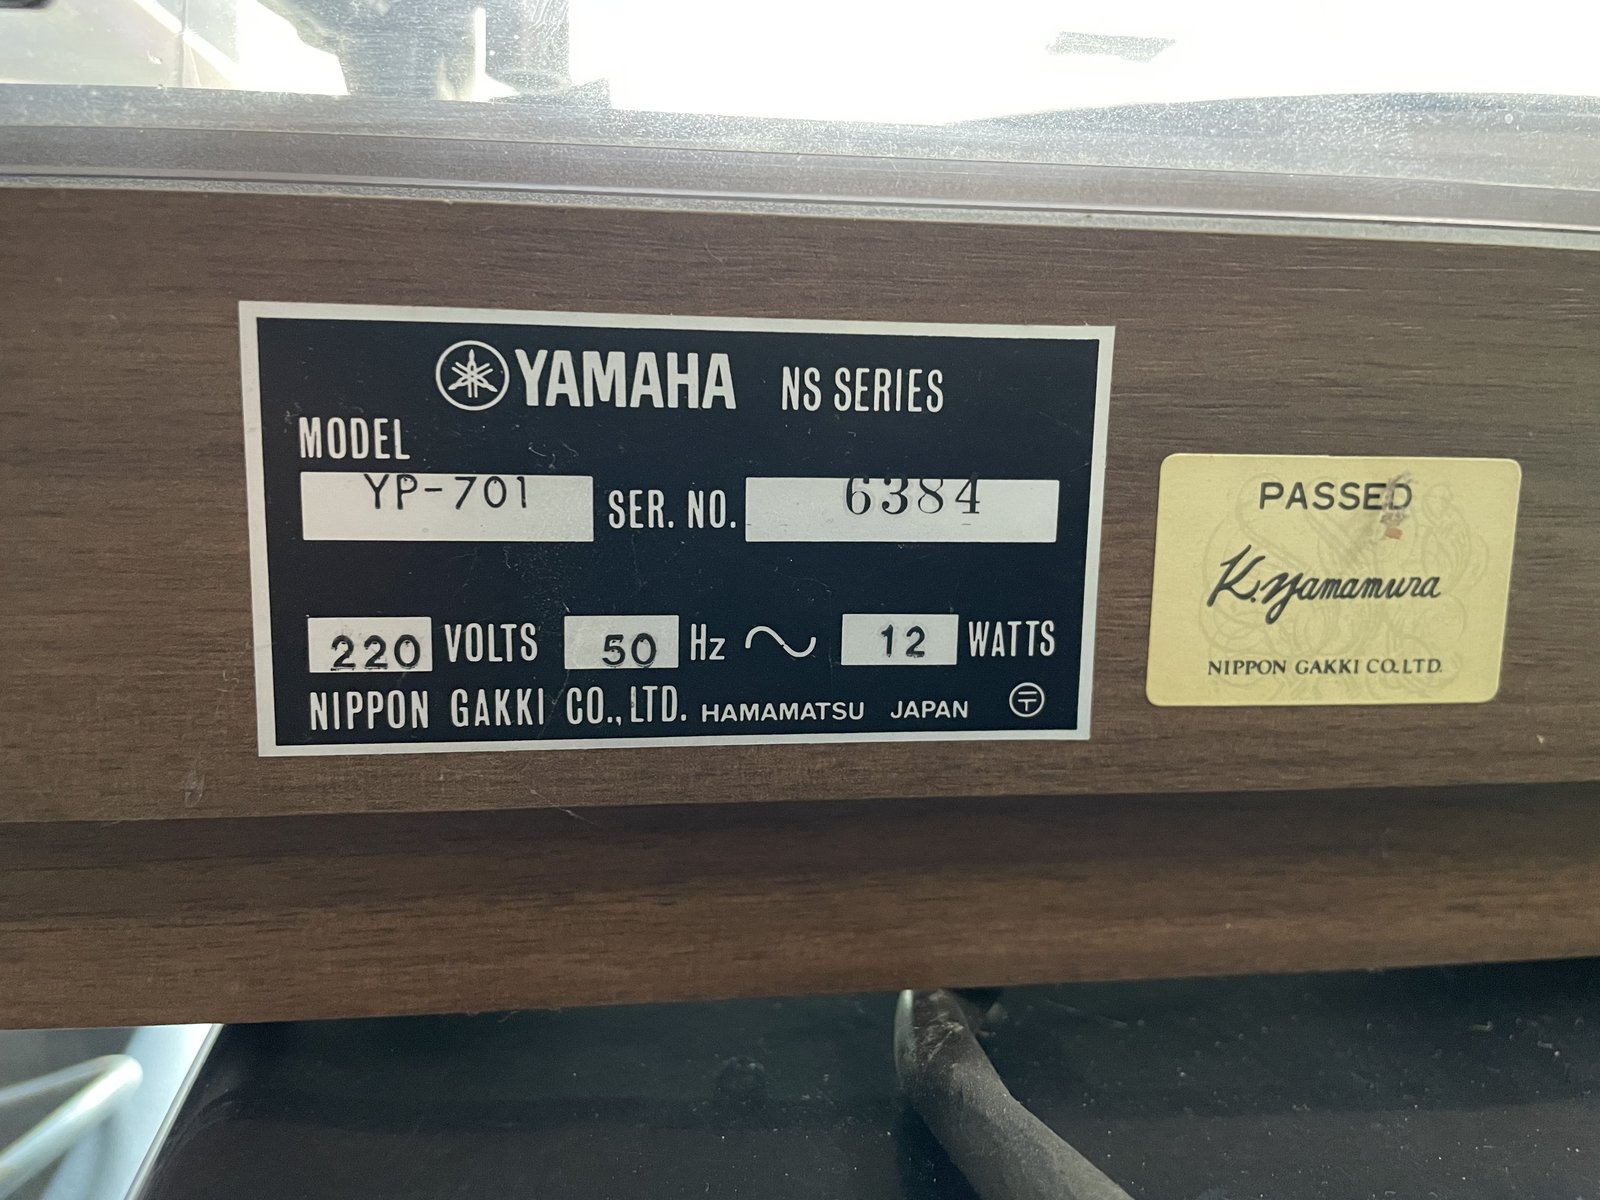 YAMAHA NS SERIES
MODEL
YP-701 SER. NO. 6384
220 VOLTS 50 Hz 12 WATTS
NIPPON GAKKI CO., LTD. HAMAMATSU JAPAN
PASSED
K. Yamamura
NIPPON GAKKI CO. LTD.